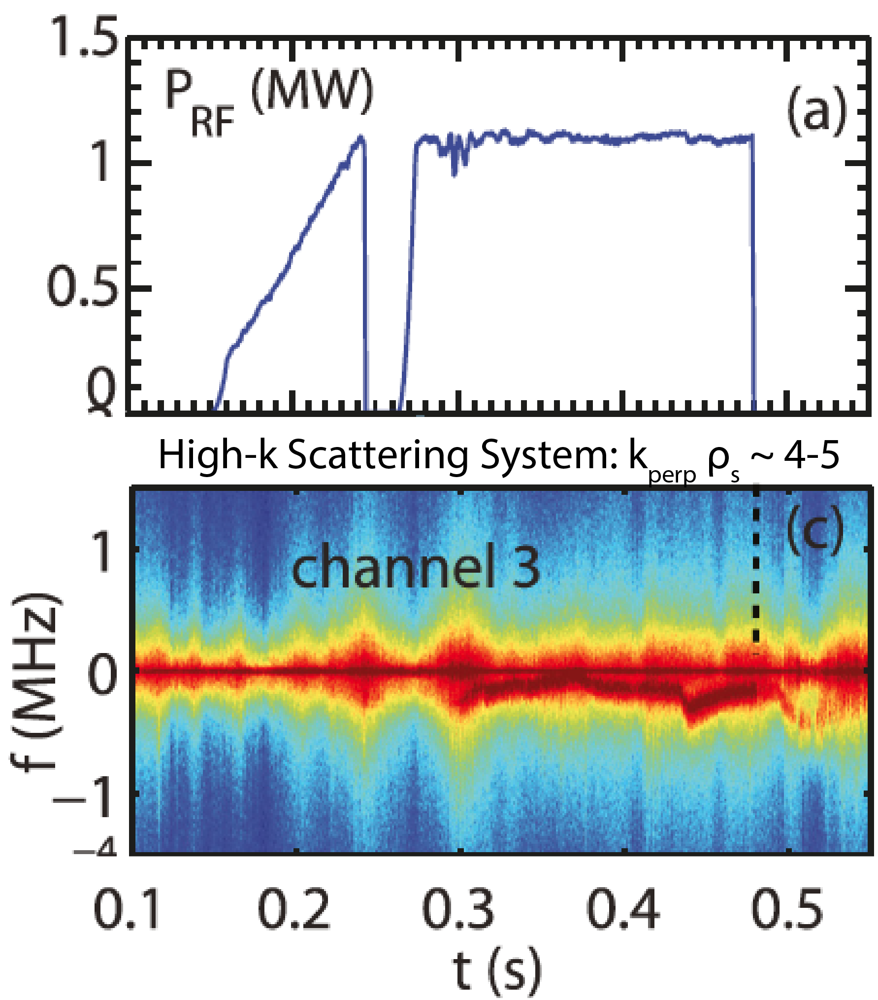 1.5
P_RF (MW)
(a)
1
0.5
0
High-k Scattering System: k_perp ρ_s ~ 4-5
(c)
1
channel 3
0
f (MHz)
−1
−4
0.1 0.2 0.3 0.4 0.5
t (s)